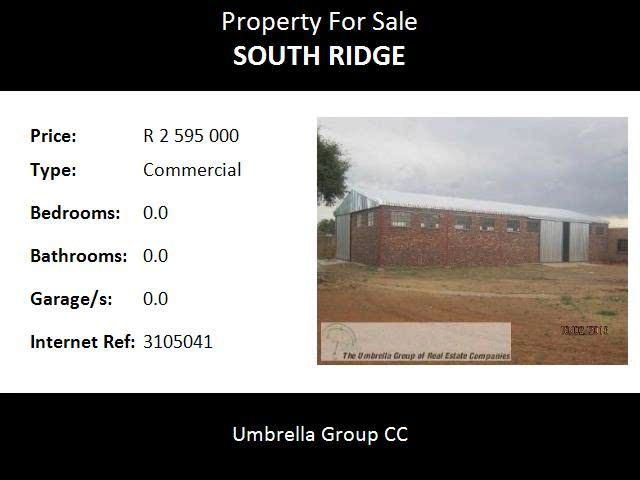 Property For Sale
SOUTH RIDGE
Price: R 2 595 000
Type: Commercial
Bedrooms: 0.0
Bathrooms: 0.0
Garage/s: 0.0
Internet Ref: 3105041
The Umbrella Group of Real Estate Companies
Umbrella Group CC